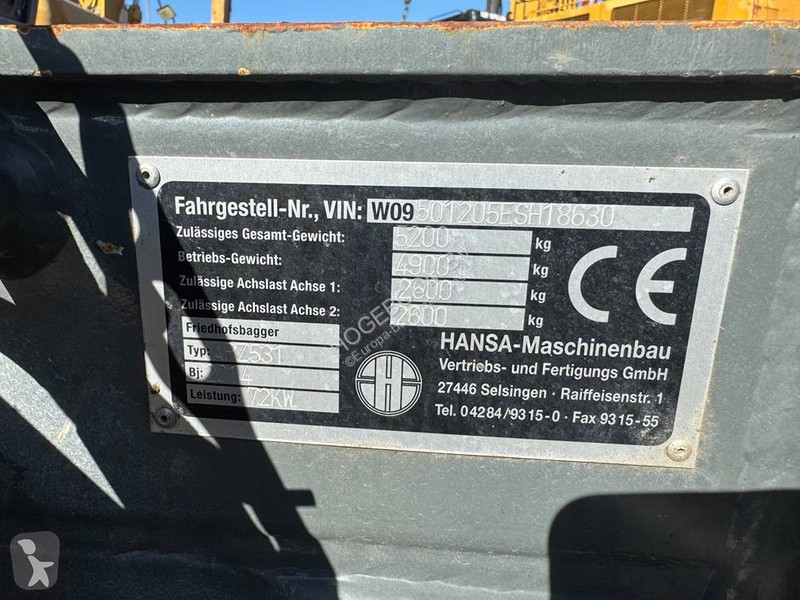 Fahrgestell-Nr., VIN: W09501205ESH18630
Zulässiges Gesamt-Gewicht: 5200 kg
Betriebs-Gewicht: 4900 kg
Zulässige Achslast Achse 1: 2600 kg
Zulässige Achslast Achse 2: 2600 kg
Friedhofsbagger
Typ:
Bj: 4
Leistung: 72KW
CE
H
HANSA-Maschinenbau
Vertriebs- und Fertigungs GmbH
27446 Selsingen · Raiffeisenstr. 1
Tel. 04284/9315-0 · Fax 9315-55